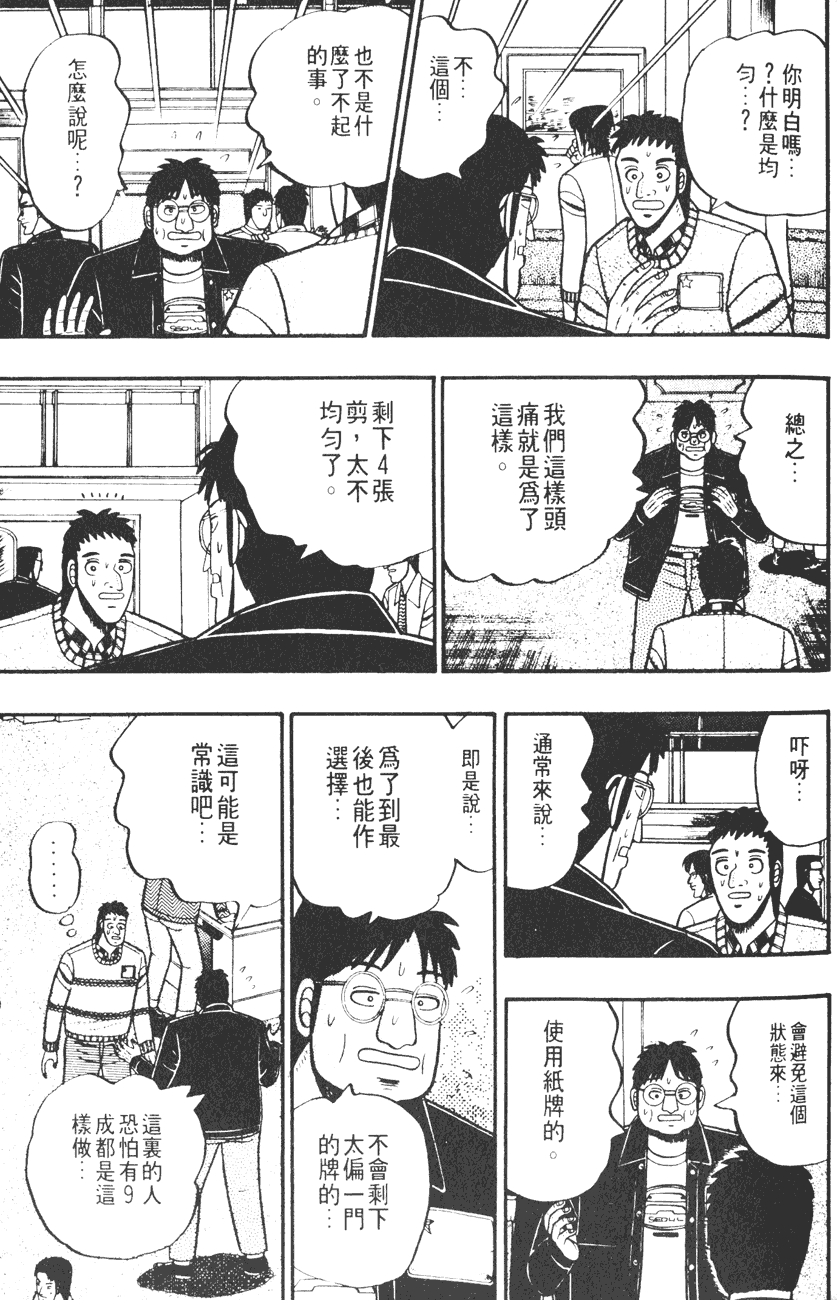 你明白嗎…
？什麼是均
勻…？
不…
這個…
也不是什
麼了不起
的事。
怎麼說呢…？
SEOUL
總之…
我們這樣頭
痛就是爲了
這樣。
剩下4張
剪，太不
均勻了。
吓呀…
通常來說…
會避免這個
狀態來…
使用紙牌的。
SEOUL
即是說…
爲了到最
後也能作
選擇…
不會剩下
太偏一門
的牌的…
這可能是
常識吧…
……
這裏的人
恐怕有9
成都是這
樣做…